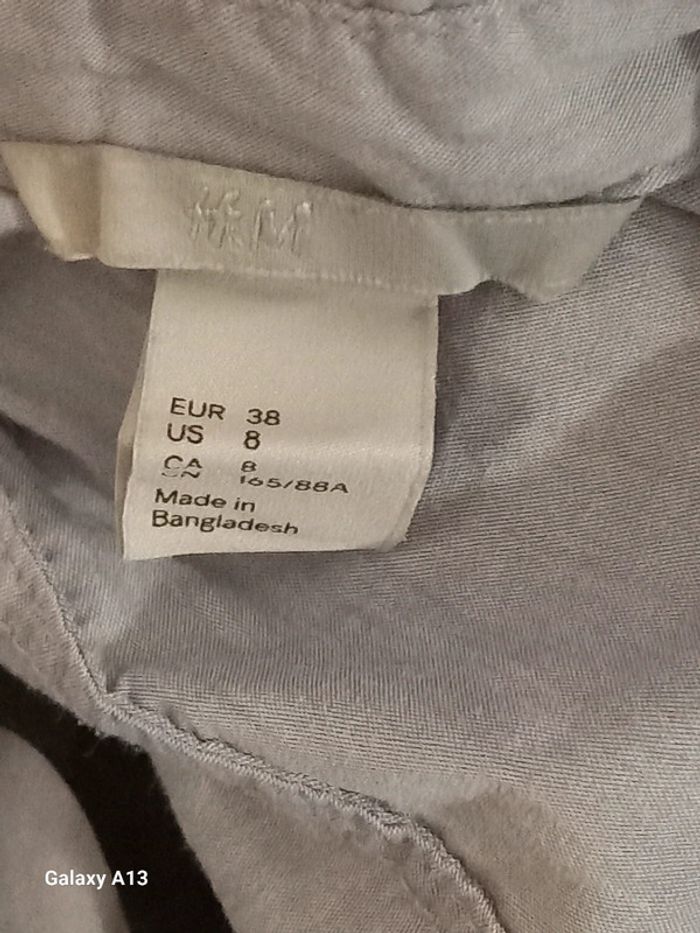 H&M
EUR 38
US 8
CA 8
CN 165/88A
Made in
Bangladesh
Galaxy A13